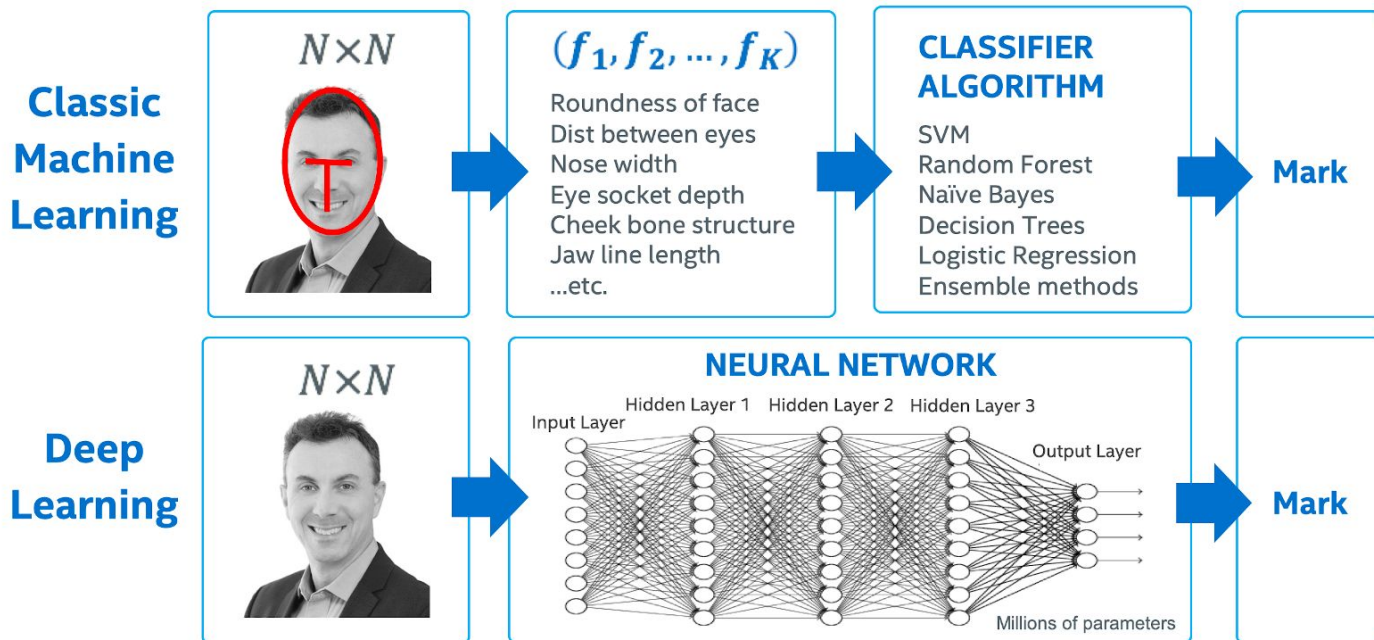 Classic
Machine
Learning
N×N
(f₁, f₂, ..., f_K)
Roundness of face
Dist between eyes
Nose width
Eye socket depth
Cheek bone structure
Jaw line length
...etc.
CLASSIFIER
ALGORITHM
SVM
Random Forest
Naïve Bayes
Decision Trees
Logistic Regression
Ensemble methods
Mark
Deep
Learning
N×N
NEURAL NETWORK
Input Layer
Hidden Layer 1
Hidden Layer 2
Hidden Layer 3
Output Layer
Millions of parameters
Mark